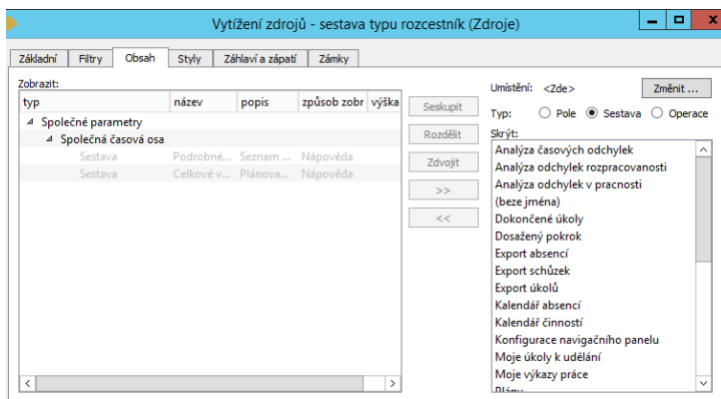 Vytížení zdrojů - sestava typu rozcestník (Zdroje)
Základní Filtry Obsah Styly Záhlaví a zápatí Zámky
Zobrazit:
typ název popis způsob zobr výška
Společné parametry
Společná časová osa
Sestava Podrobné... Seznam ... Nápověda
Sestava Celkové v... Plánova... Nápověda
Seskupit
Rozdělit
Zdvojit
>>
<<
Umístění: <Zde> Změnit ...
Typ: Pole Sestava Operace
Skrýt:
Analýza časových odchylek
Analýza odchylek rozpracovanosti
Analýza odchylek v pracnosti
(beze jména)
Dokončené úkoly
Dosažený pokrok
Export absencí
Export schůzek
Export úkolů
Kalendář absencí
Kalendář činností
Konfigurace navigačního panelu
Moje úkoly k udělání
Moje výkazy práce
Plány